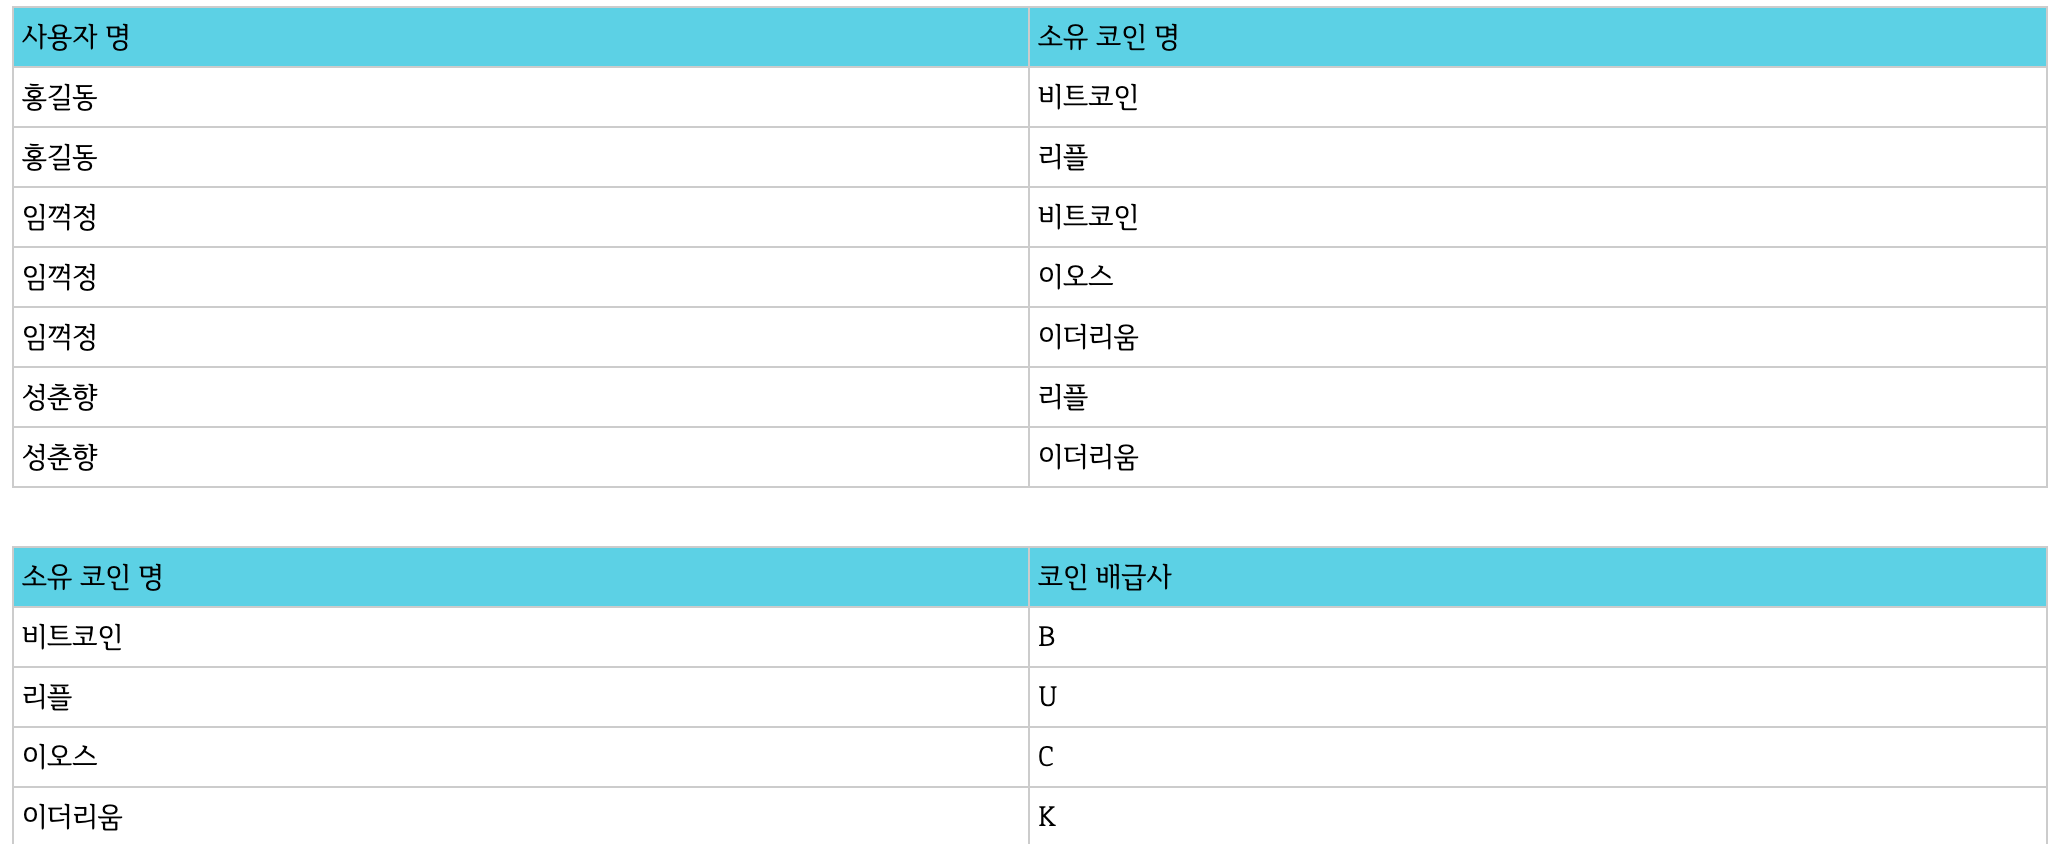 사용자 명 소유 코인 명
홍길동 비트코인
홍길동 리플
임꺽정 비트코인
임꺽정 이오스
임꺽정 이더리움
성춘향 리플
성춘향 이더리움
소유 코인 명 코인 배급사
비트코인 B
리플 U
이오스 C
이더리움 K